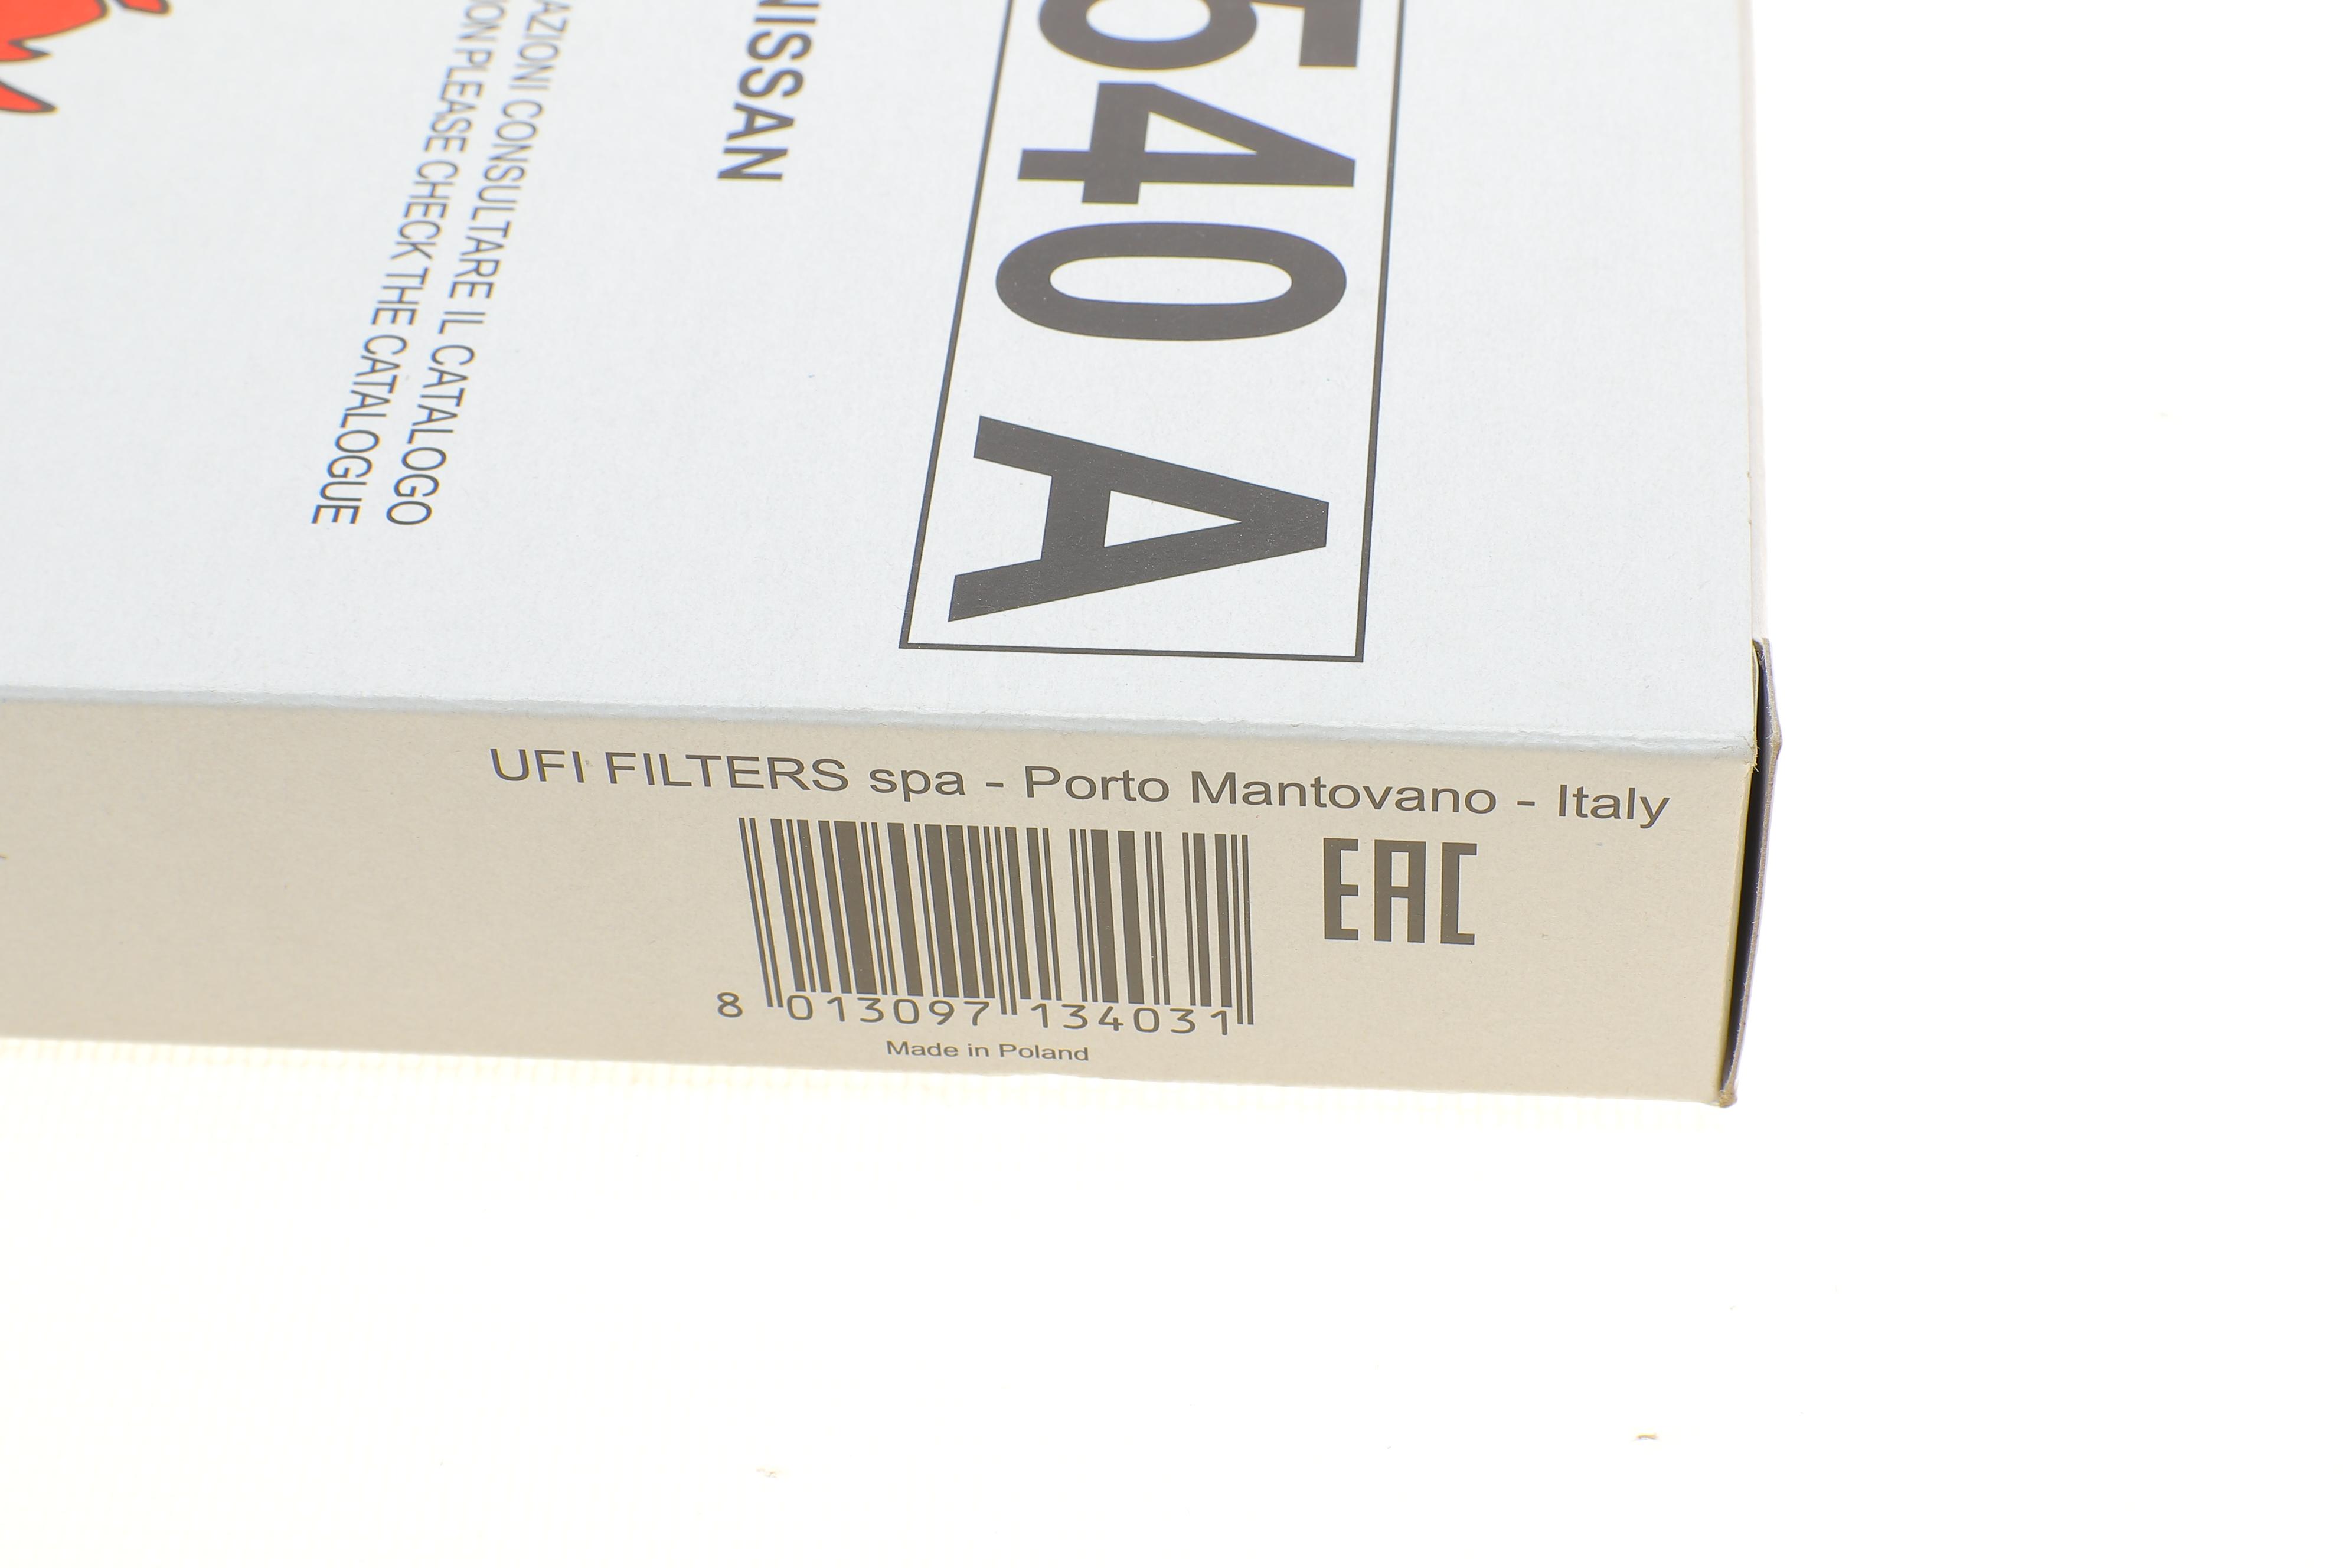 540 A
NISSAN
AZIONI CONSULTARE IL CATALOGO
ION PLEASE CHECK THE CATALOGUE
UFI FILTERS spa - Porto Mantovano - Italy
EAC
8 013097 134031
Made in Poland